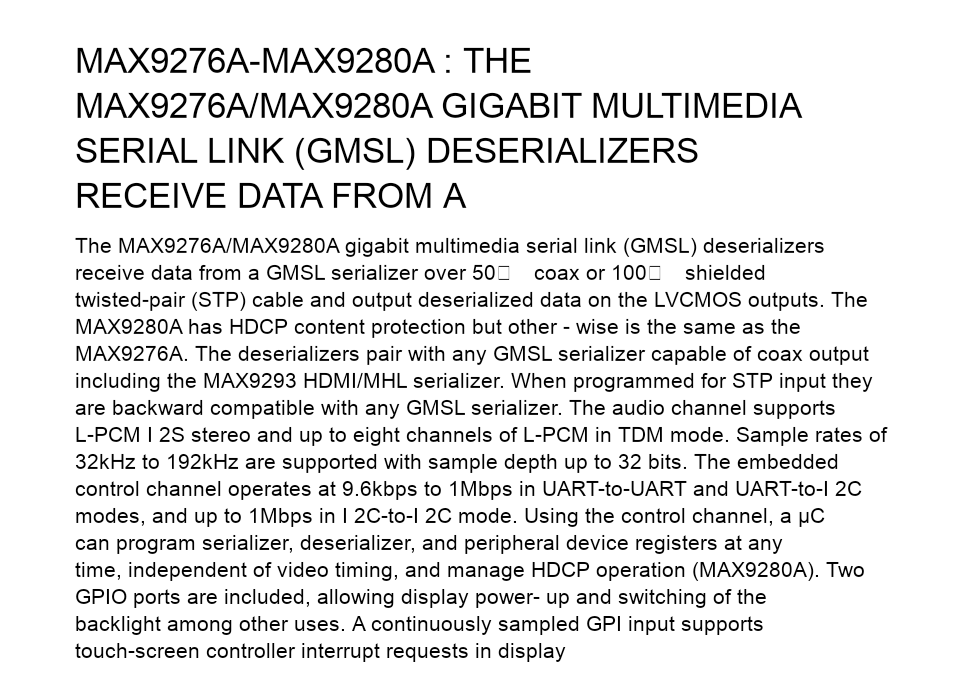 MAX9276A-MAX9280A : THE
MAX9276A/MAX9280A GIGABIT MULTIMEDIA
SERIAL LINK (GMSL) DESERIALIZERS
RECEIVE DATA FROM A
The MAX9276A/MAX9280A gigabit multimedia serial link (GMSL) deserializers
receive data from a GMSL serializer over 50□ coax or 100□ shielded
twisted-pair (STP) cable and output deserialized data on the LVCMOS outputs. The
MAX9280A has HDCP content protection but other - wise is the same as the
MAX9276A. The deserializers pair with any GMSL serializer capable of coax output
including the MAX9293 HDMI/MHL serializer. When programmed for STP input they
are backward compatible with any GMSL serializer. The audio channel supports
L-PCM I 2S stereo and up to eight channels of L-PCM in TDM mode. Sample rates of
32kHz to 192kHz are supported with sample depth up to 32 bits. The embedded
control channel operates at 9.6kbps to 1Mbps in UART-to-UART and UART-to-I 2C
modes, and up to 1Mbps in I 2C-to-I 2C mode. Using the control channel, a µC
can program serializer, deserializer, and peripheral device registers at any
time, independent of video timing, and manage HDCP operation (MAX9280A). Two
GPIO ports are included, allowing display power- up and switching of the
backlight among other uses. A continuously sampled GPI input supports
touch-screen controller interrupt requests in display